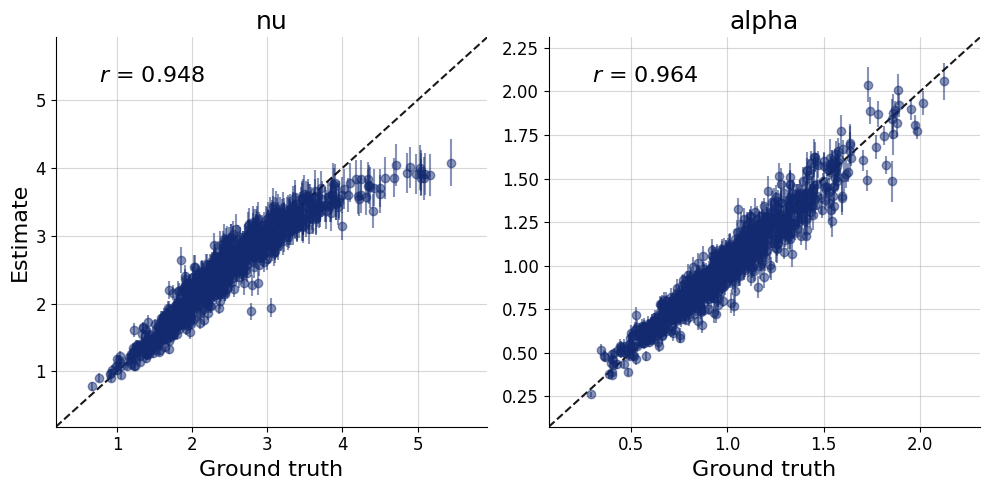 nu
r = 0.948
5
4
3
2
1
Estimate
1 2 3 4 5
Ground truth
alpha
r = 0.964
2.25
2.00
1.75
1.50
1.25
1.00
0.75
0.50
0.25
0.5 1.0 1.5 2.0
Ground truth